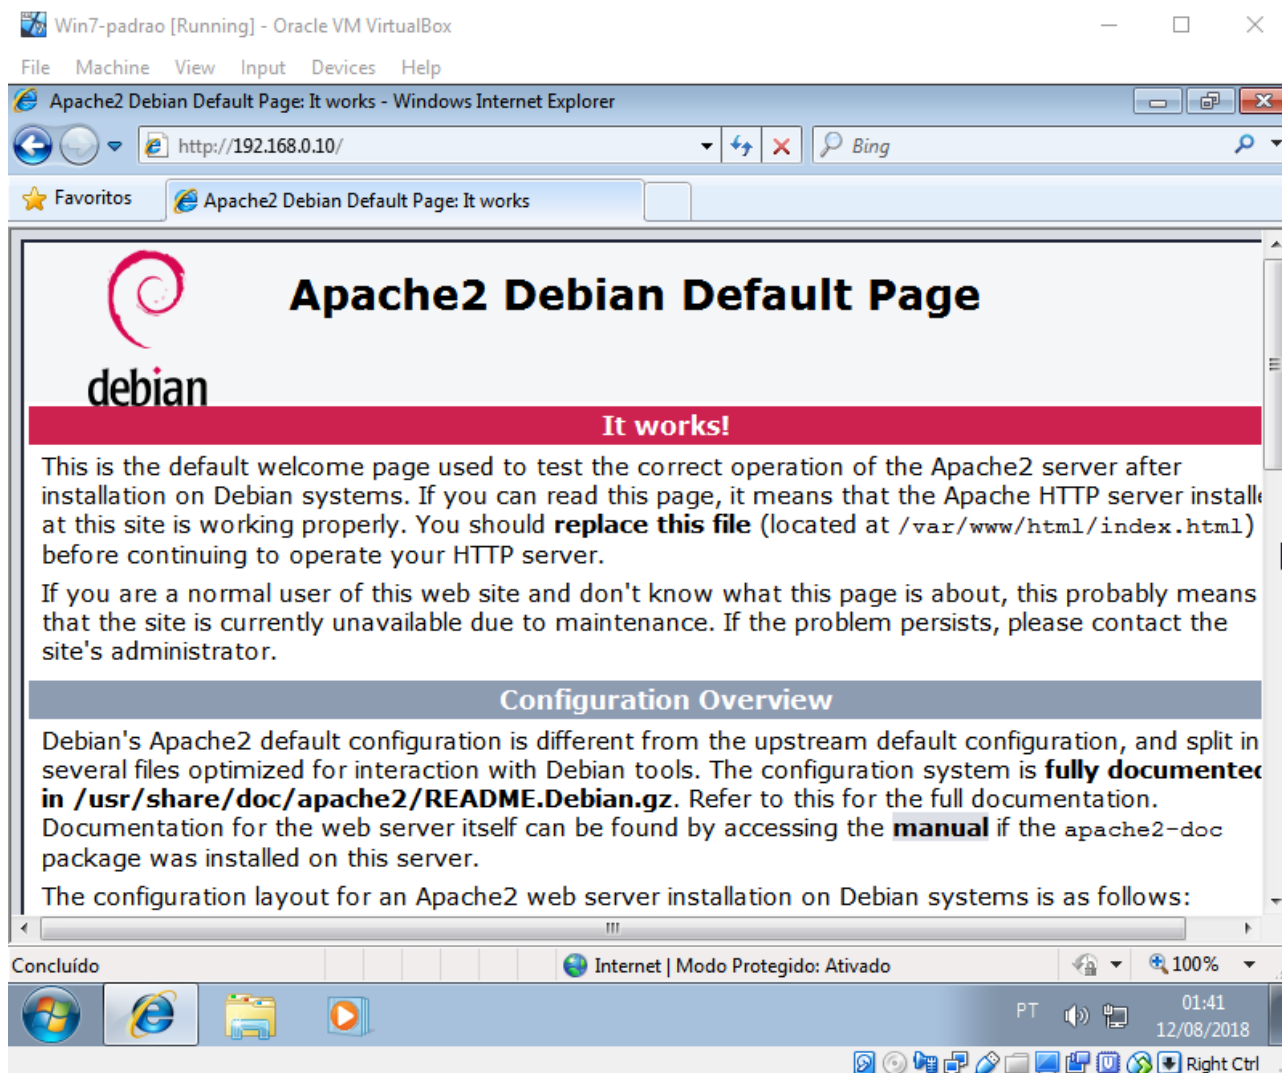 Win7-padrao [Running] - Oracle VM VirtualBox
File Machine View Input Devices Help
Apache2 Debian Default Page: It works - Windows Internet Explorer
http://192.168.0.10/
Bing
Favoritos
Apache2 Debian Default Page: It works
debian
Apache2 Debian Default Page
It works!
This is the default welcome page used to test the correct operation of the Apache2 server after
installation on Debian systems. If you can read this page, it means that the Apache HTTP server installe
at this site is working properly. You should replace this file (located at /var/www/html/index.html)
before continuing to operate your HTTP server.
If you are a normal user of this web site and don't know what this page is about, this probably means
that the site is currently unavailable due to maintenance. If the problem persists, please contact the
site's administrator.
Configuration Overview
Debian's Apache2 default configuration is different from the upstream default configuration, and split in
several files optimized for interaction with Debian tools. The configuration system is fully documented
in /usr/share/doc/apache2/README.Debian.gz. Refer to this for the full documentation.
Documentation for the web server itself can be found by accessing the manual if the apache2-doc
package was installed on this server.
The configuration layout for an Apache2 web server installation on Debian systems is as follows:
Concluído
Internet | Modo Protegido: Ativado
100%
PT
01:41
12/08/2018
Right Ctrl